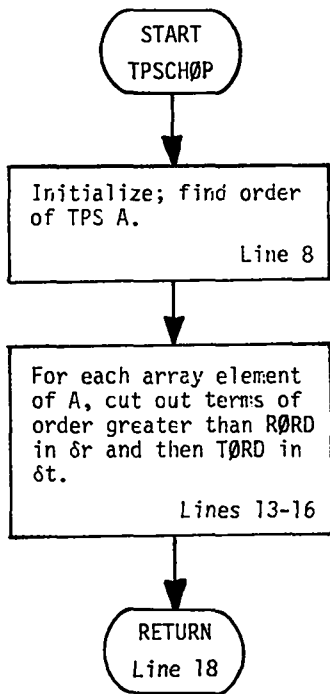 START
TPSCHØP
Initialize; find order
of TPS A.
Line 8
For each array element
of A, cut out terms of
order greater than RØRD
in δr and then TØRD in
δt.
Lines 13-16
RETURN
Line 18